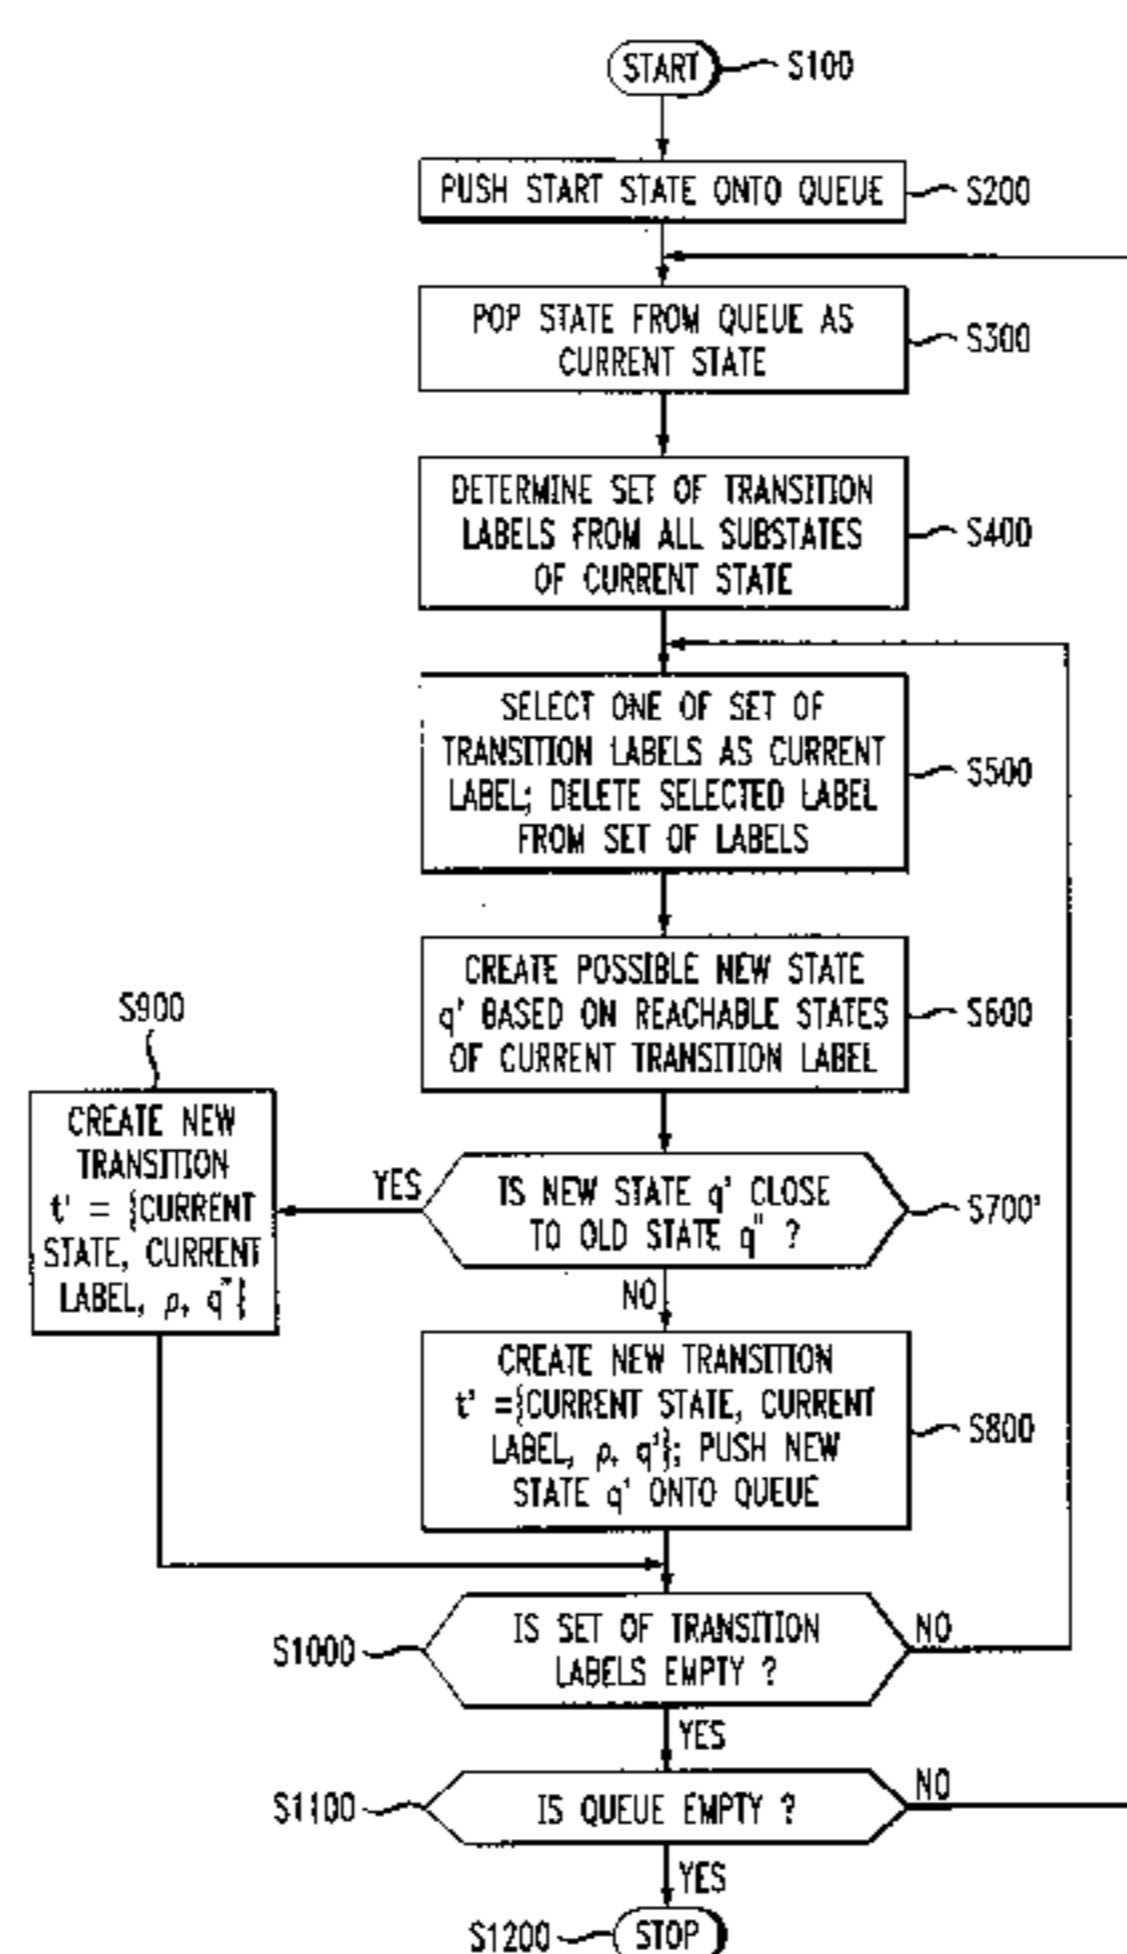 START
S100
PUSH START STATE ONTO QUEUE
S200
POP STATE FROM QUEUE AS
CURRENT STATE
S300
DETERMINE SET OF TRANSITION
LABELS FROM ALL SUBSTATES
OF CURRENT STATE
S400
SELECT ONE OF SET OF
TRANSITION LABELS AS CURRENT
LABEL; DELETE SELECTED LABEL
FROM SET OF LABELS
S500
CREATE POSSIBLE NEW STATE
q' BASED ON REACHABLE STATES
OF CURRENT TRANSITION LABEL
S600
S900
CREATE NEW
TRANSITION
t' = {CURRENT
STATE, CURRENT
LABEL, ρ, q"}
YES
IS NEW STATE q' CLOSE
TO OLD STATE q" ?
S700'
NO
CREATE NEW TRANSITION
t' ={CURRENT STATE, CURRENT
LABEL, ρ, q'}; PUSH NEW
STATE q' ONTO QUEUE
S800
S1000
IS SET OF TRANSITION
LABELS EMPTY ?
NO
YES
S1100
IS QUEUE EMPTY ?
NO
YES
S1200
STOP